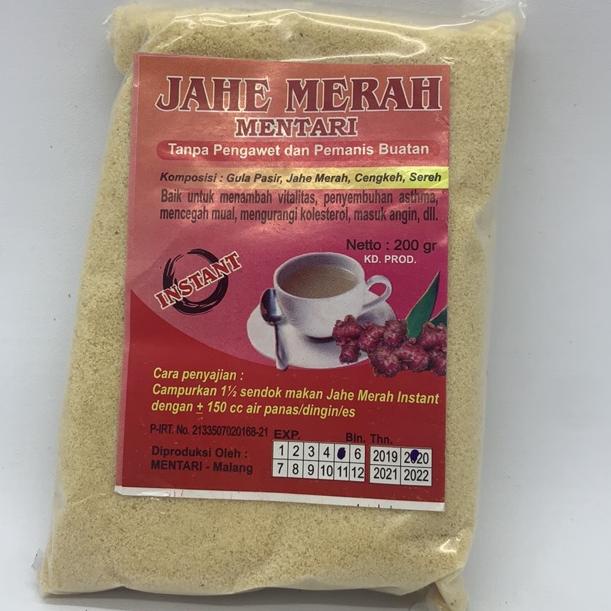 JAHE MERAH
MENTARI
Tanpa Pengawet dan Pemanis Buatan
Komposisi : Gula Pasir, Jahe Merah, Cengkeh, Sereh
Baik untuk menambah vitalitas, penyembuhan asthma,
mencegah mual, mengurangi kolesterol, masuk angin, dll.
Netto : 200 gr
KD. PROD.
INSTANT
Cara penyajian :
Campurkan 1½ sendok makan Jahe Merah Instant
dengan ± 150 cc air panas/dingin/es
P-IRT. No. 2133507020168-21
EXP. Bln. Thn.
Diproduksi Oleh :
MENTARI - Malang
1 2 3 4 6 2019 2020
7 8 9 10 11 12 2021 2022